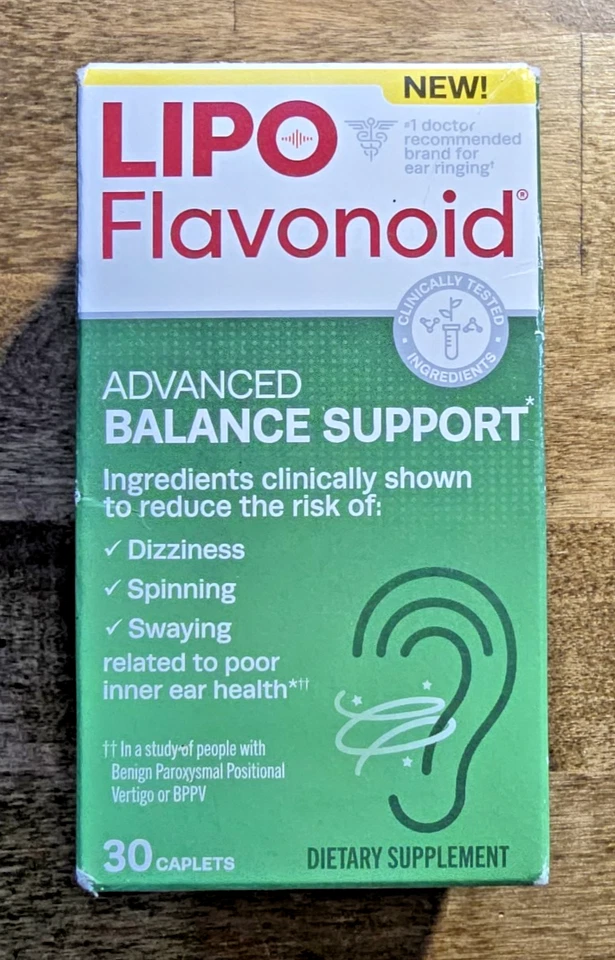 NEW!
LIPO
#1 doctor
recommended
brand for
ear ringing†
Flavonoid®
CLINICALLY TESTED
INGREDIENTS
ADVANCED
BALANCE SUPPORT*
Ingredients clinically shown
to reduce the risk of:
✓ Dizziness
✓ Spinning
✓ Swaying
related to poor
inner ear health*††
†† In a study of people with
Benign Paroxysmal Positional
Vertigo or BPPV
30 CAPLETS
DIETARY SUPPLEMENT